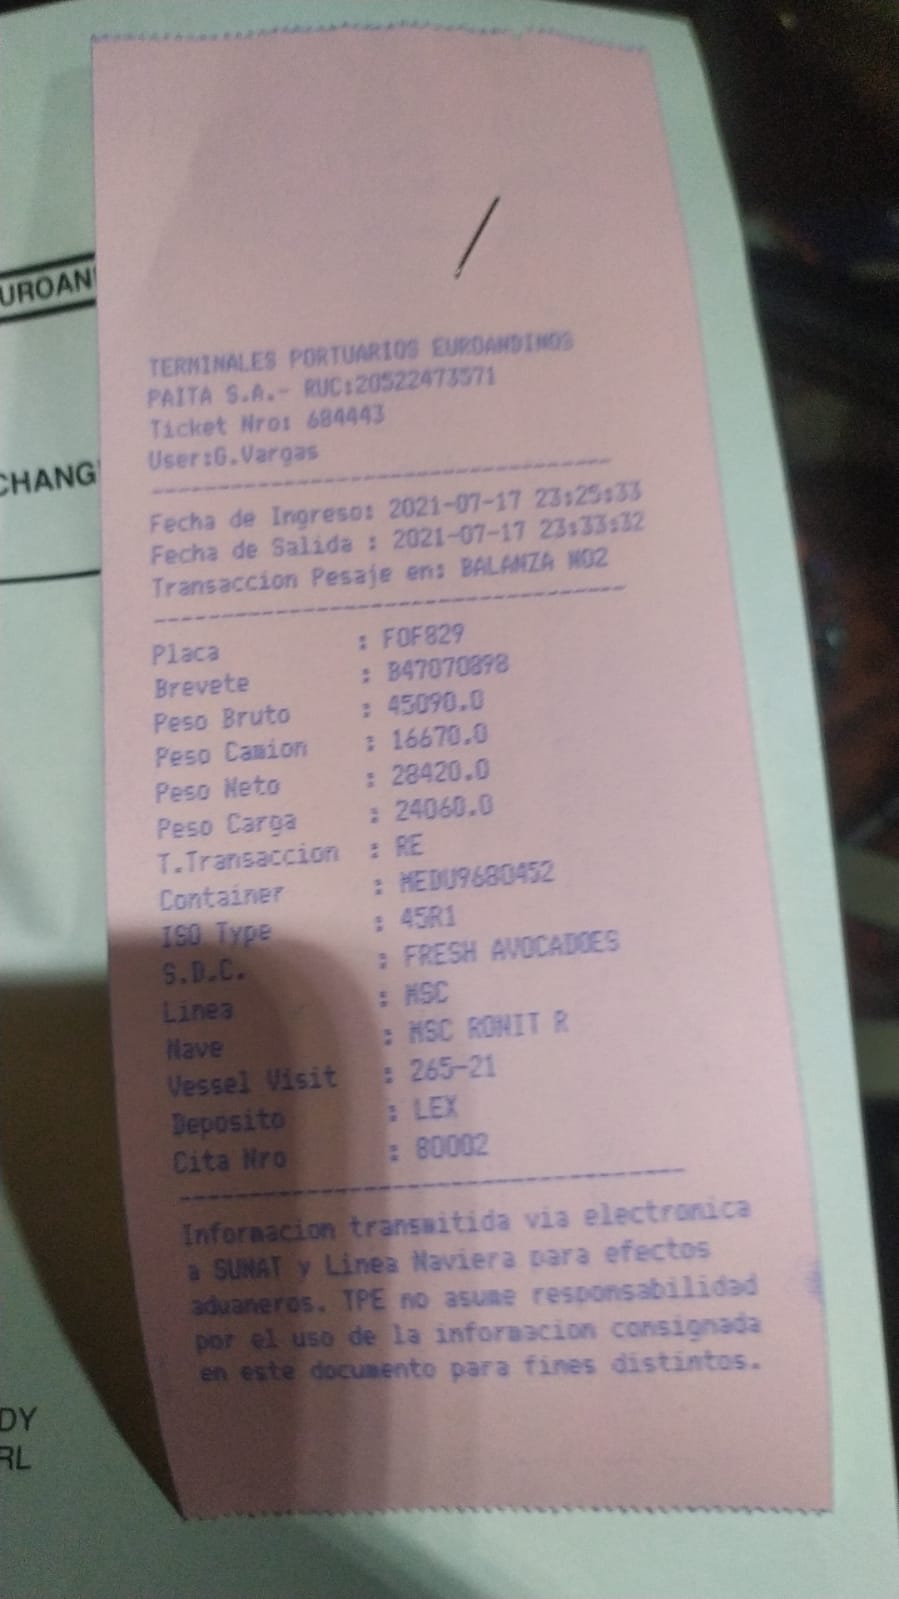 UROAN
CHANG
TERMINALES PORTUARIOS EUROANDINOS
PAITA S.A.- RUC:20522473571
Ticket Nro: 684443
User:G.Vargas
Fecha de Ingreso: 2021-07-17 23:25:33
Fecha de Salida : 2021-07-17 23:33:32
Transaccion Pesaje en: BALANZA NO2
Placa : FOF829
Brevete : B47070898
Peso Bruto : 45090.0
Peso Camion : 16670.0
Peso Neto : 28420.0
Peso Carga : 24060.0
T.Transaccion : RE
Container : MEDU9680452
ISO Type : 45R1
S.D.C. : FRESH AVOCADOES
Linea : MSC
Nave : MSC RONIT R
Vessel Visit : 265-21
Deposito : LEX
Cita Nro : 80002
Informacion transmitida via electronica
a SUNAT y Linea Naviera para efectos
aduaneros. TPE no asume responsabilidad
por el uso de la informacion consignada
en este documento para fines distintos.
DY
RL